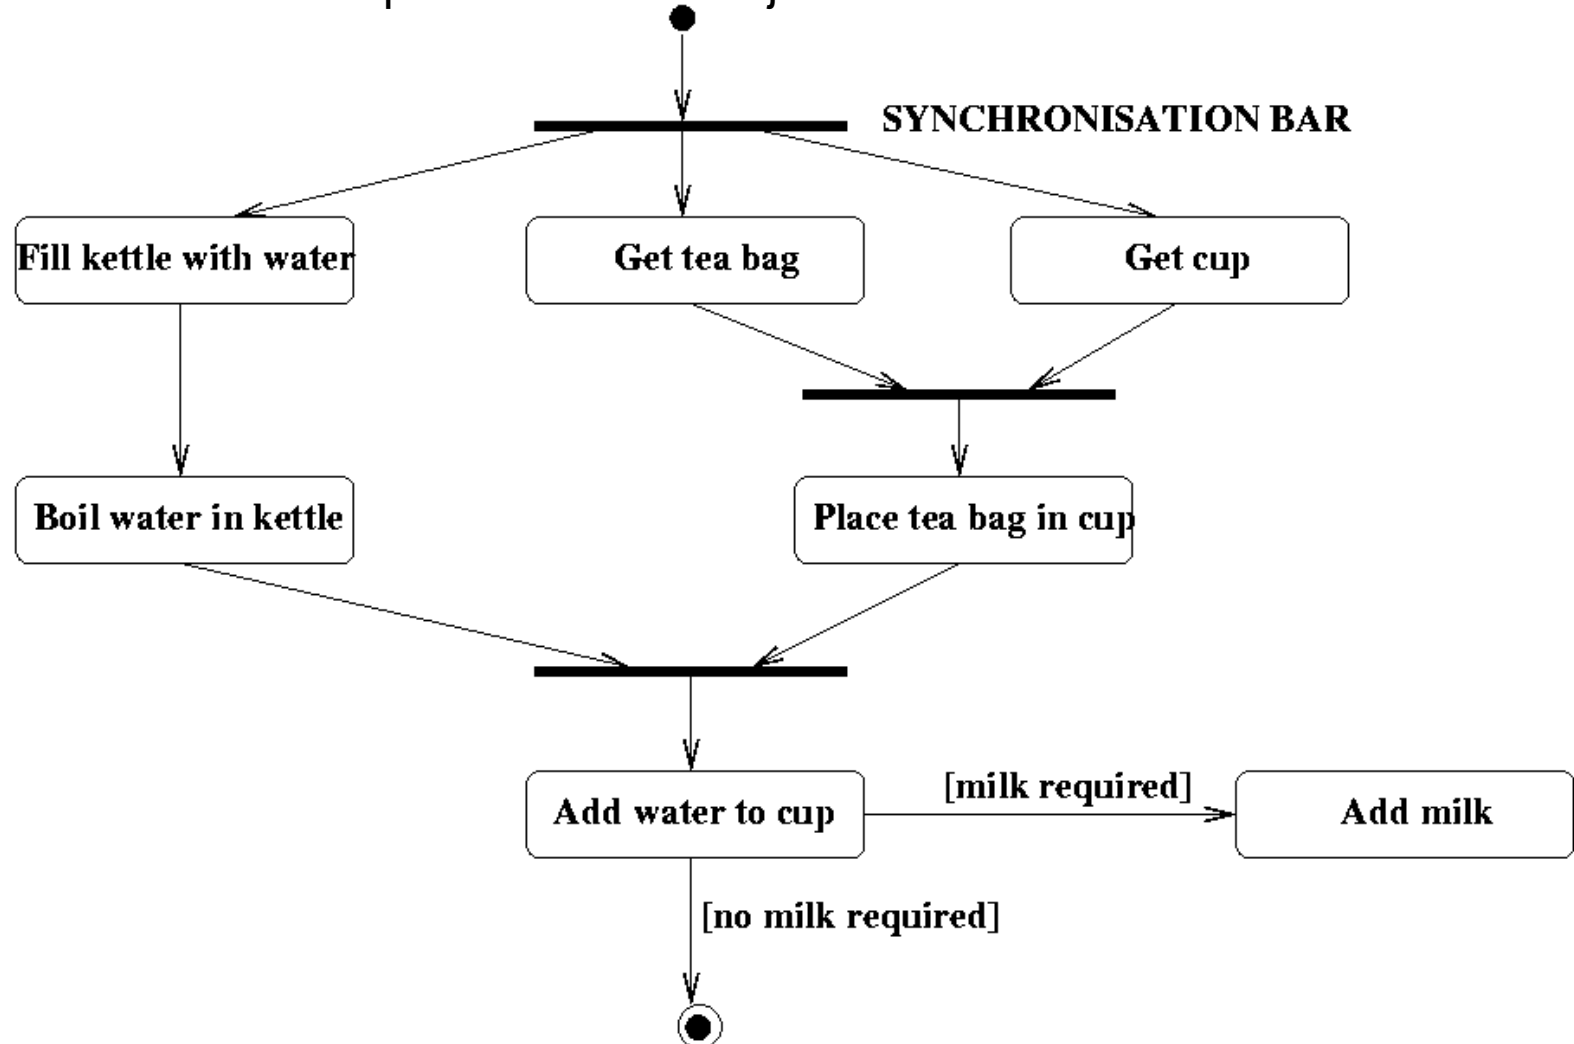 SYNCHRONISATION BAR
Fill kettle with water
Get tea bag
Get cup
Boil water in kettle
Place tea bag in cup
[milk required]
Add water to cup
Add milk
[no milk required]